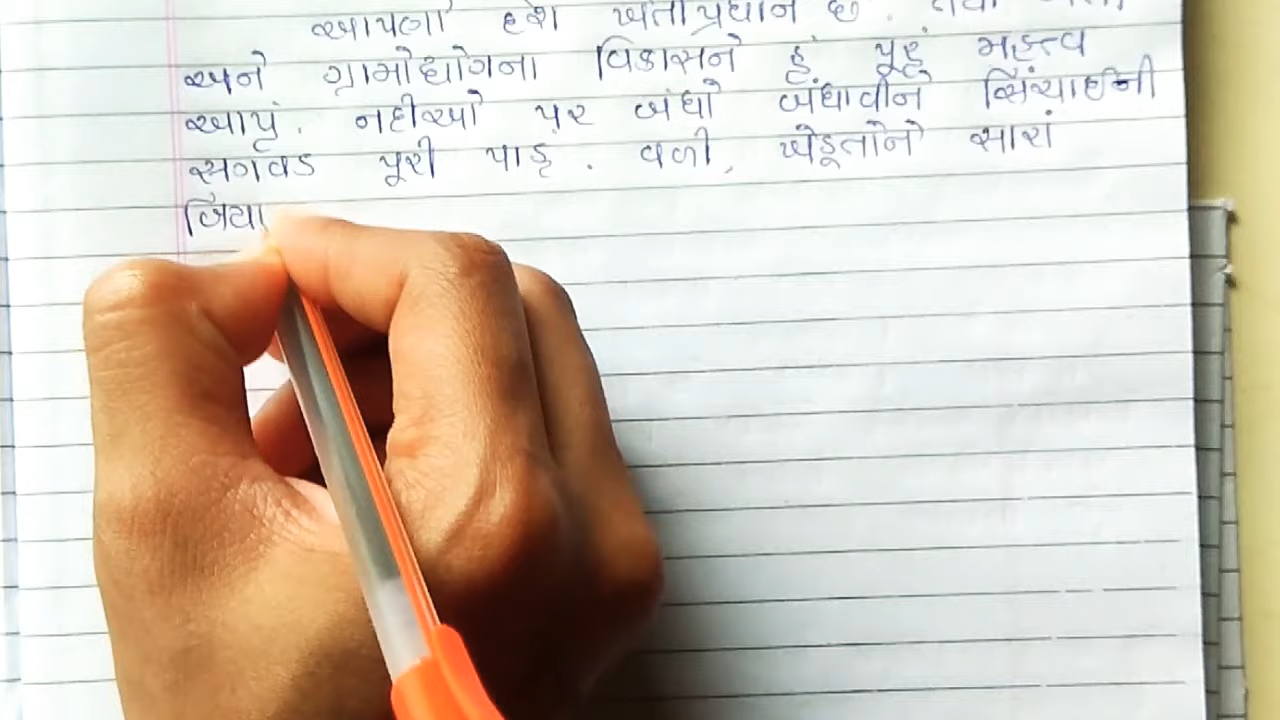 આપણો દેશ ખેતીપ્રધાન છે. તેથી ખેતી
અને ગ્રામોદ્યોગના વિકાસને હું પૂરું મહત્ત્વ
આપું. નદીઓ પર બંધો બંધાવીને સિંચાઈની
સગવડ પૂરી પાડું. વળી, ખેડૂતોને સારાં
બિયા